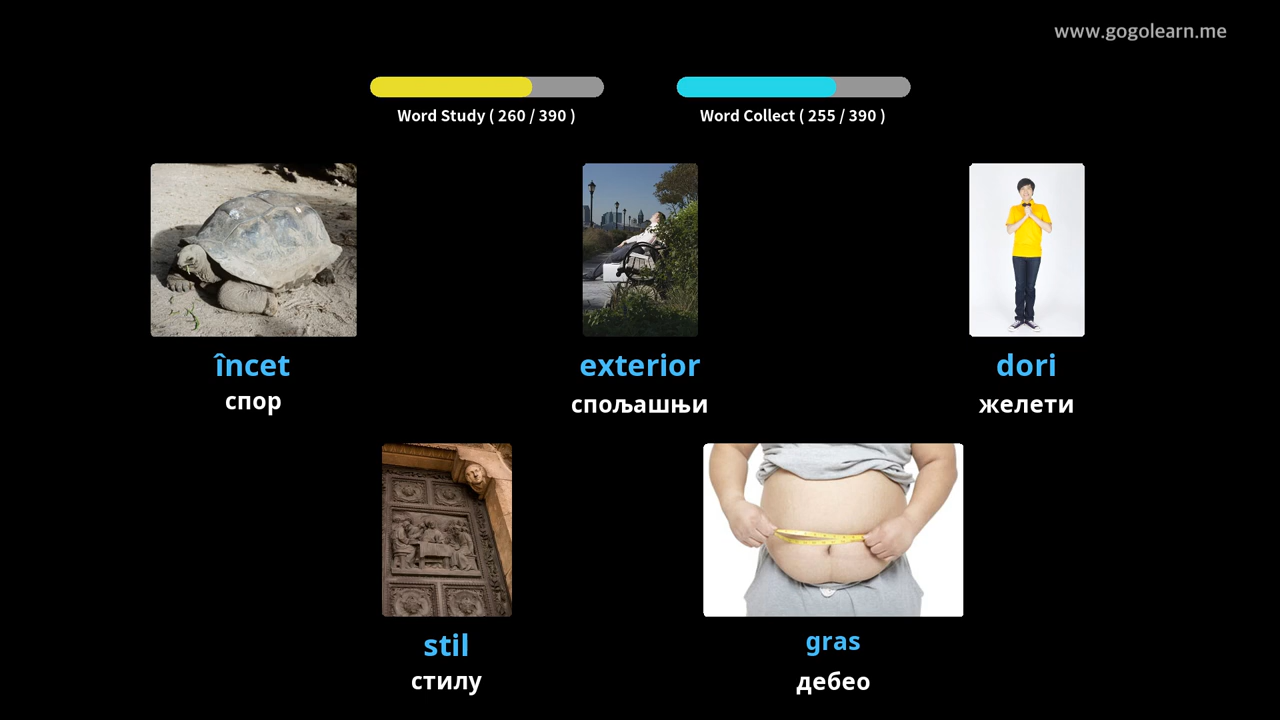 www.gogolearn.me
Word Study ( 260 / 390 )
Word Collect ( 255 / 390 )
încet
спор
exterior
спољашњи
dori
желети
stil
стилу
gras
дебео